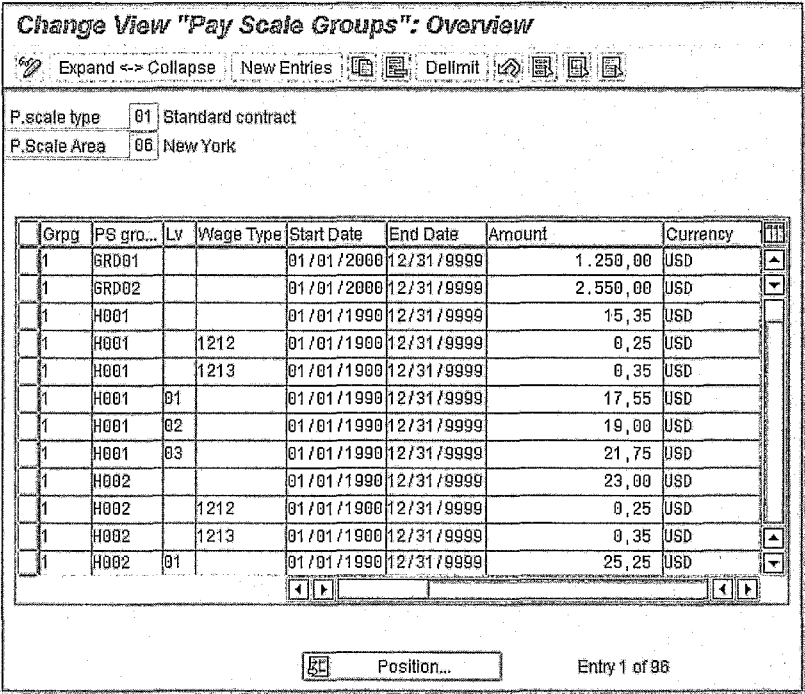 Change View "Pay Scale Groups": Overview
Expand <-> Collapse New Entries Delimit
P.scale type 01 Standard contract
P.Scale Area 06 New York
Grpg PS gro... Lv Wage Type Start Date End Date Amount Currency
1 GRD01 01/01/2000 12/31/9999 1.250,00 USD
1 GRD02 01/01/2000 12/31/9999 2.550,00 USD
1 H001 01/01/1990 12/31/9999 15,35 USD
1 H001 1212 01/01/1900 12/31/9999 0,25 USD
1 H001 1213 01/01/1900 12/31/9999 0,35 USD
1 H001 01 01/01/1990 12/31/9999 17,55 USD
1 H001 02 01/01/1990 12/31/9999 19,00 USD
1 H001 03 01/01/1990 12/31/9999 21,75 USD
1 H002 01/01/1990 12/31/9999 23,00 USD
1 H002 1212 01/01/1900 12/31/9999 0,25 USD
1 H002 1213 01/01/1900 12/31/9999 0,35 USD
1 H002 01 01/01/1990 12/31/9999 25,25 USD
Position... Entry 1 of 96